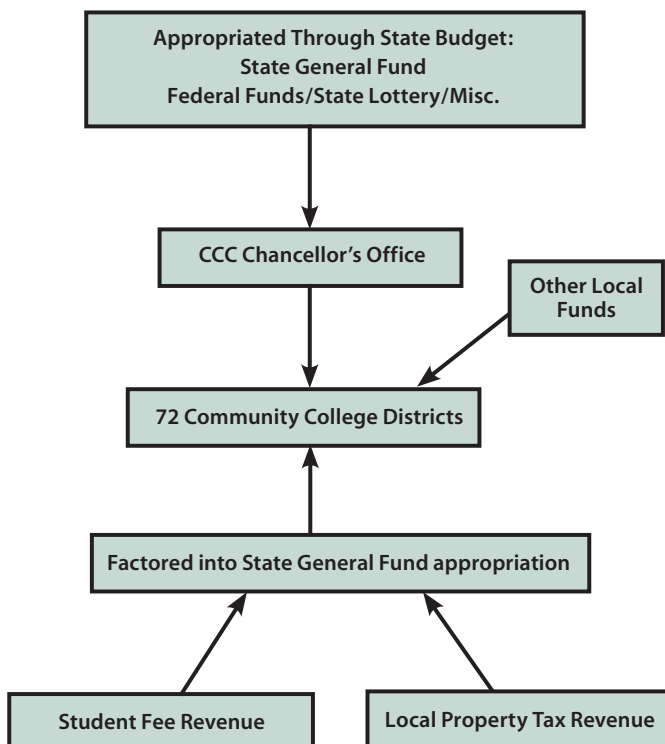 Appropriated Through State Budget:
State General Fund
Federal Funds/State Lottery/Misc.
CCC Chancellor’s Office
Other Local
Funds
72 Community College Districts
Factored into State General Fund appropriation
Student Fee Revenue
Local Property Tax Revenue